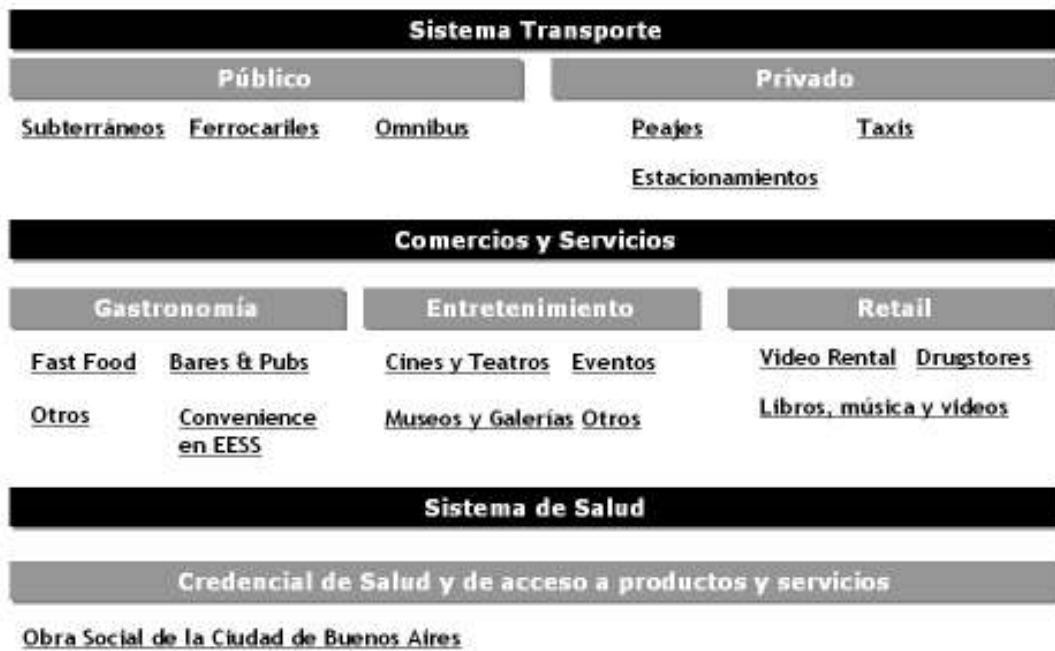 Sistema Transporte
Público Privado
Subterráneos Ferrocariles Omnibus Peajes Taxis
Estacionamientos
Comercios y Servicios
Gastronomía Entretenimiento Retail
Fast Food Bares & Pubs Cines y Teatros Eventos Video Rental Drugstores
Otros Convenience Museos y Galerías Otros Libros, música y videos
en EESS
Sistema de Salud
Credencial de Salud y de acceso a productos y servicios
Obra Social de la Ciudad de Buenos Aires